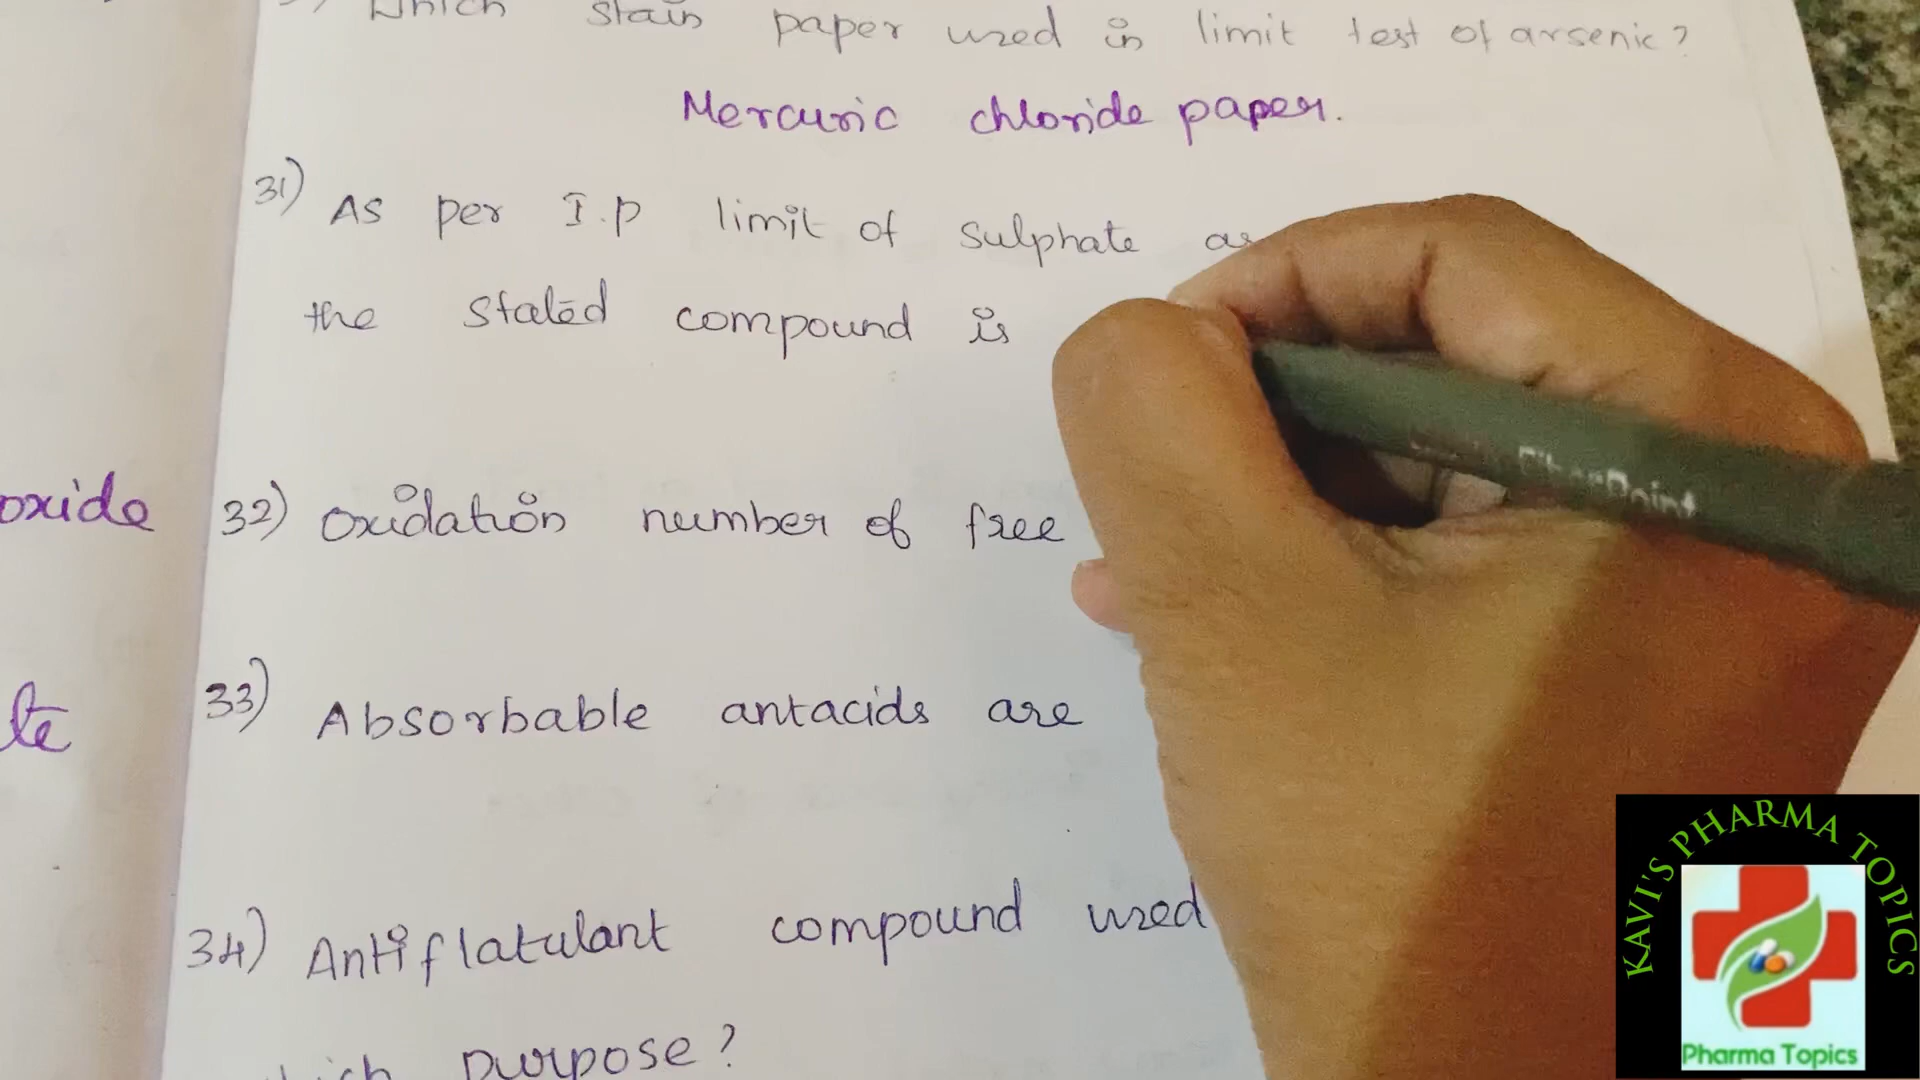 Which stain paper used in limit test of arsenic?
Mercuric chloride paper.
31) As per I.P limit of sulphate
the stated compound is
oxide
32) Oxidation number of free
33) Absorbable antacids are
te
34) Antiflatulant compound used
which purpose?
FiberPoint
KAVI'S PHARMA TOPICS
Pharma Topics